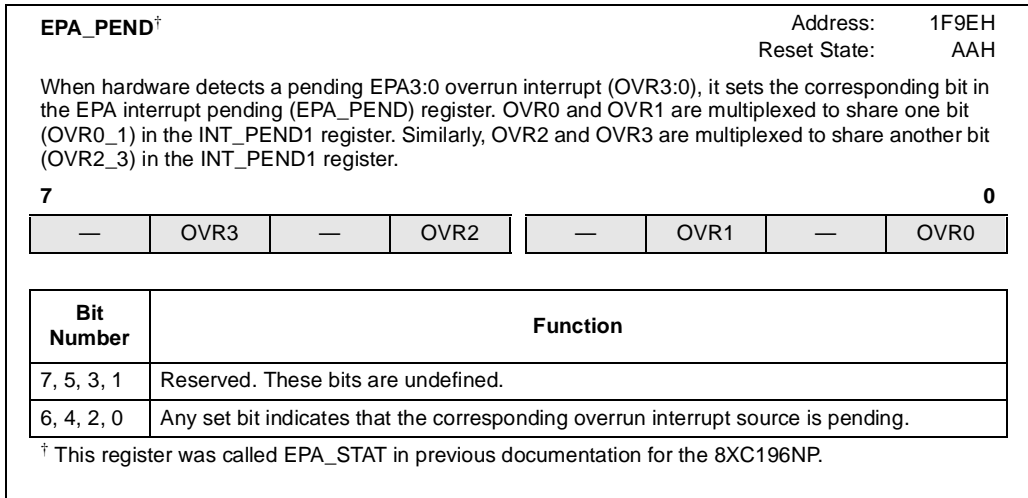 EPA_PEND† Address: 1F9EH
Reset State: AAH
When hardware detects a pending EPA3:0 overrun interrupt (OVR3:0), it sets the corresponding bit in
the EPA interrupt pending (EPA_PEND) register. OVR0 and OVR1 are multiplexed to share one bit
(OVR0_1) in the INT_PEND1 register. Similarly, OVR2 and OVR3 are multiplexed to share another bit
(OVR2_3) in the INT_PEND1 register.
7 0
— OVR3 — OVR2 — OVR1 — OVR0
Bit
Number
Function
7, 5, 3, 1 Reserved. These bits are undefined.
6, 4, 2, 0 Any set bit indicates that the corresponding overrun interrupt source is pending.
† This register was called EPA_STAT in previous documentation for the 8XC196NP.